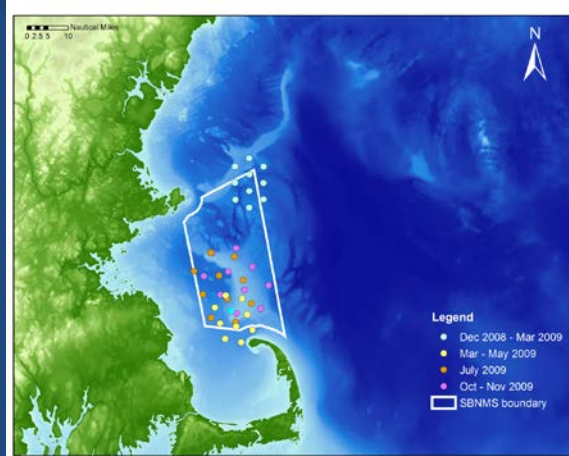 Nautical Miles
0 2.5 5 10
N
Legend
Dec 2008 - Mar 2009
Mar - May 2009
July 2009
Oct - Nov 2009
SBNMS boundary